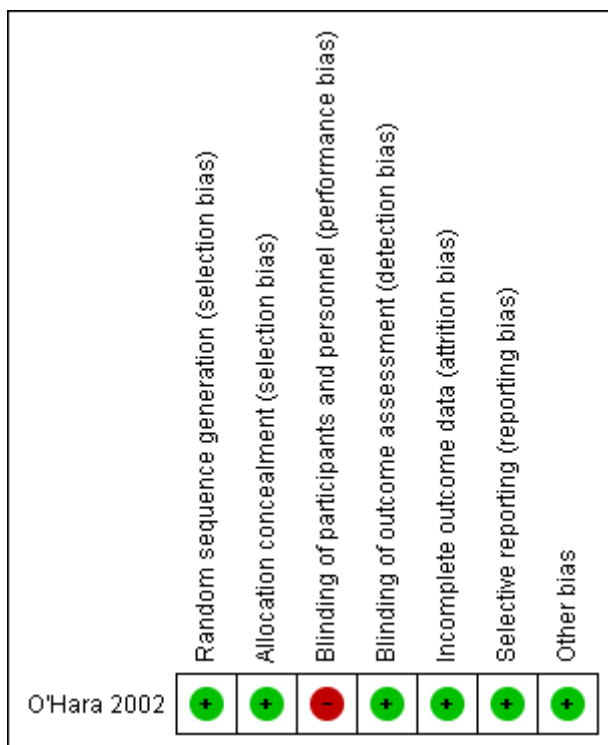 Random sequence generation (selection bias)
Allocation concealment (selection bias)
Blinding of participants and personnel (performance bias)
Blinding of outcome assessment (detection bias)
Incomplete outcome data (attrition bias)
Selective reporting (reporting bias)
Other bias
O'Hara 2002 + + - + + + +